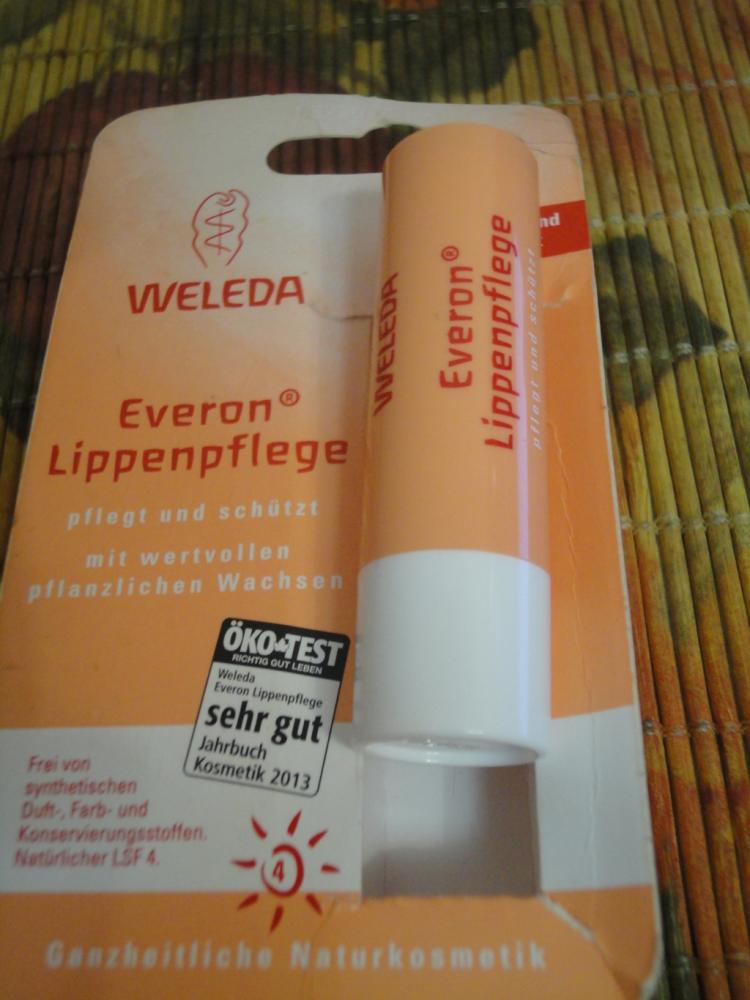 WELEDA
Everon®
Lippenpflege
pflegt und schützt
mit wertvollen
pflanzlichen Wachsen
ÖKO TEST
RICHTIG GUT LEBEN
Weleda
Everon Lippenpflege
sehr gut
Jahrbuch
Kosmetik 2013
Frei von
synthetischen
Duft-, Farb- und
Konservierungsstoffen.
Natürlicher LSF 4.
4
Ganzheitliche Naturkosmetik
WELEDA
Everon®
Lippenpflege
pflegt und schützt